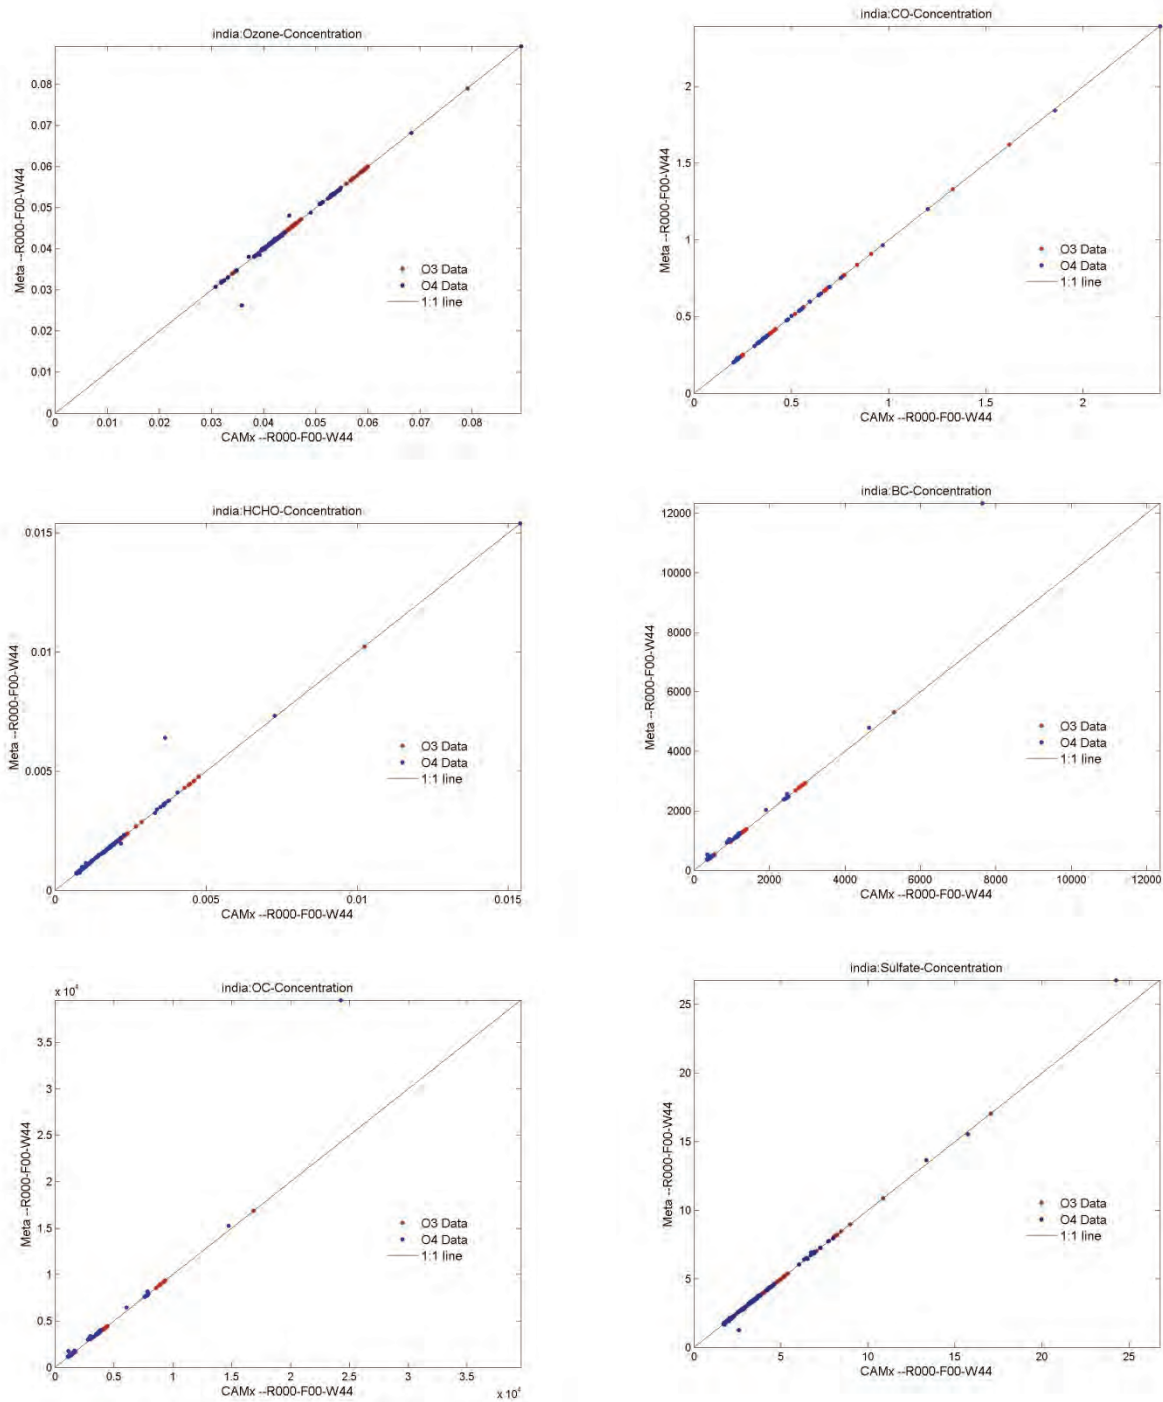 india:Ozone-Concentration
0.08
0.07
0.06
0.05
0.04
0.03
0.02
0.01
0
Meta --R000-F00-W44
O3 Data
O4 Data
1:1 line
0 0.01 0.02 0.03 0.04 0.05 0.06 0.07 0.08
CAMx --R000-F00-W44
india:CO-Concentration
2
1.5
1
0.5
0
Meta --R000-F00-W44
O3 Data
O4 Data
1:1 line
0 0.5 1 1.5 2
CAMx --R000-F00-W44
india:HCHO-Concentration
0.015
0.01
0.005
0
Meta --R000-F00-W44
O3 Data
O4 Data
1:1 line
0 0.005 0.01 0.015
CAMx --R000-F00-W44
india:BC-Concentration
12000
10000
8000
6000
4000
2000
0
Meta --R000-F00-W44
O3 Data
O4 Data
1:1 line
0 2000 4000 6000 8000 10000 12000
CAMx --R000-F00-W44
india:OC-Concentration
x 10⁴
3.5
3
2.5
2
1.5
1
0.5
0
Meta --R000-F00-W44
O3 Data
O4 Data
1:1 line
0 0.5 1 1.5 2 2.5 3 3.5
CAMx --R000-F00-W44
x 10⁴
india:Sulfate-Concentration
25
20
15
10
5
0
Meta --R000-F00-W44
O3 Data
O4 Data
1:1 line
0 5 10 15 20 25
CAMx --R000-F00-W44